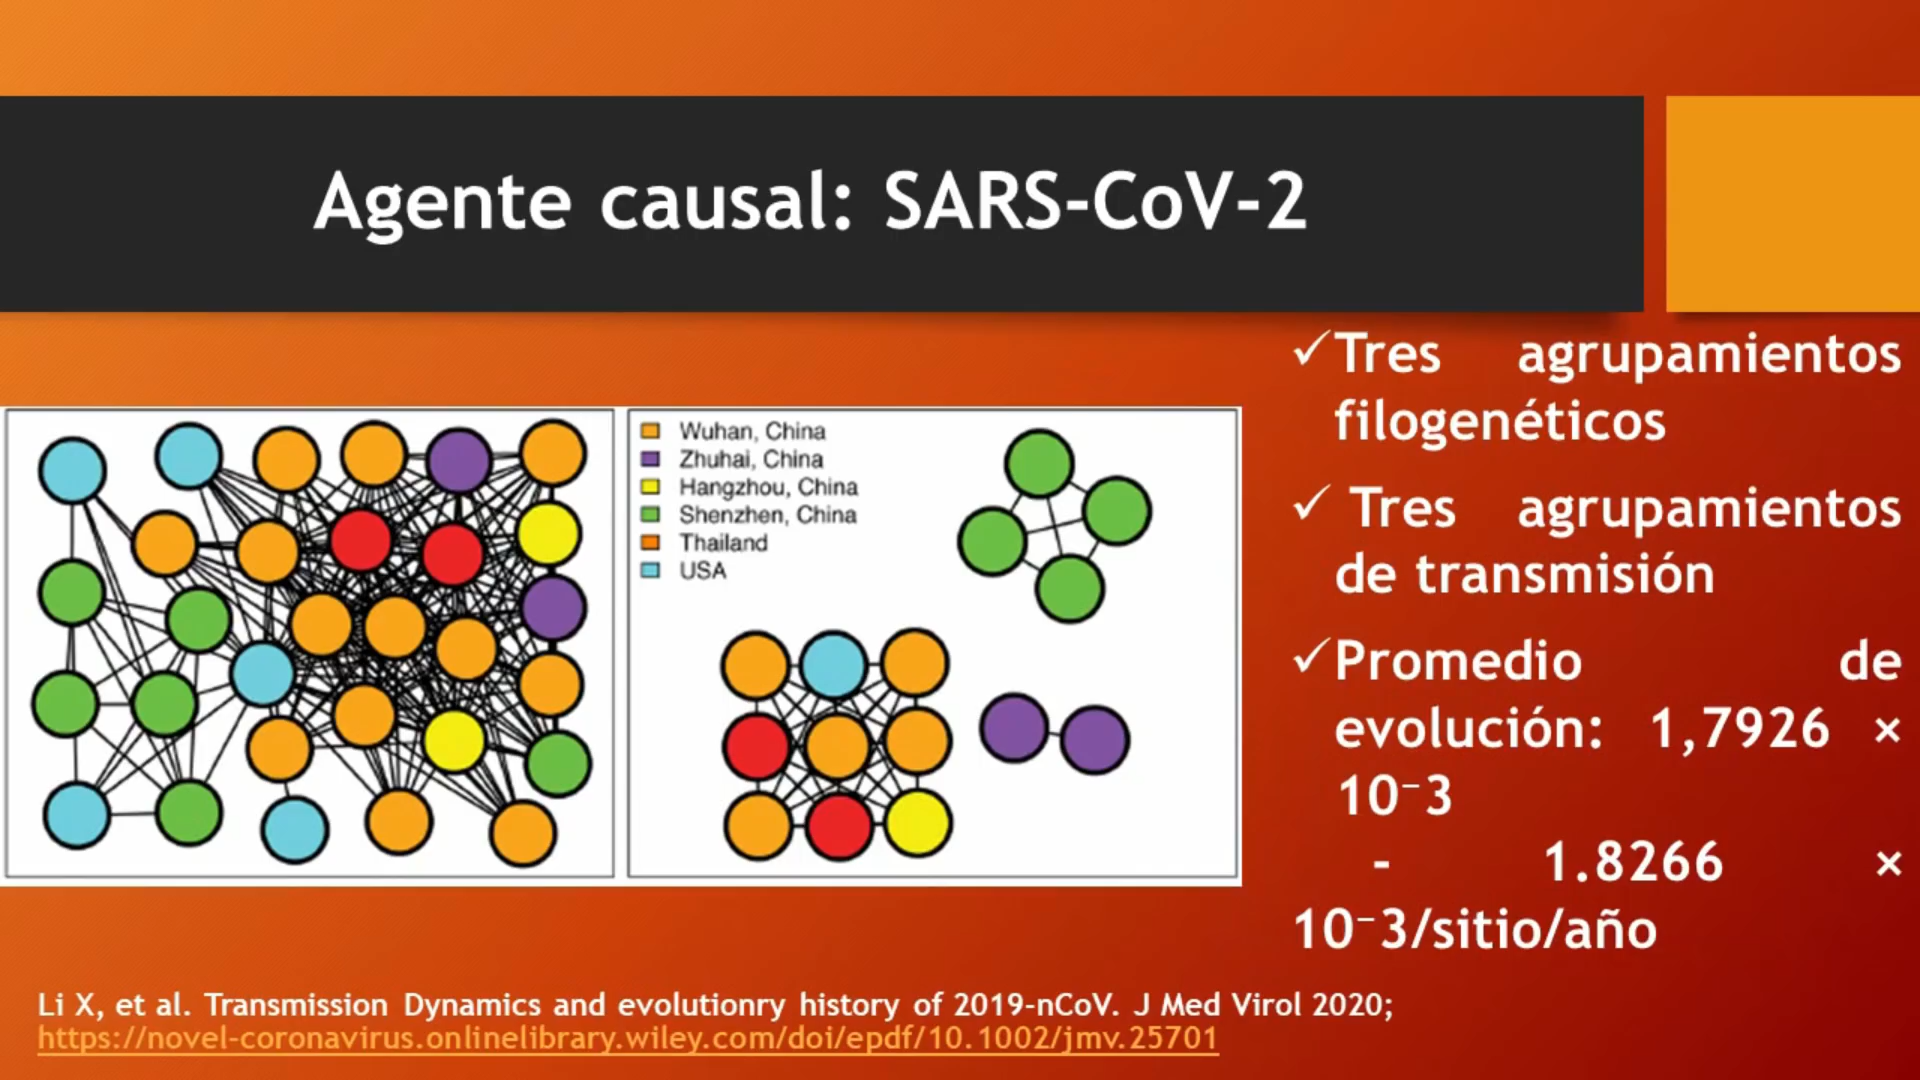 Agente causal: SARS-CoV-2
Wuhan, China
Zhuhai, China
Hangzhou, China
Shenzhen, China
Thailand
USA
✓Tres agrupamientos
filogenéticos
✓ Tres agrupamientos
de transmisión
✓Promedio de
evolución: 1,7926 ×
10⁻3
- 1.8266 ×
10⁻3/sitio/año
Li X, et al. Transmission Dynamics and evolutionry history of 2019-nCoV. J Med Virol 2020;
https://novel-coronavirus.onlinelibrary.wiley.com/doi/epdf/10.1002/jmv.25701